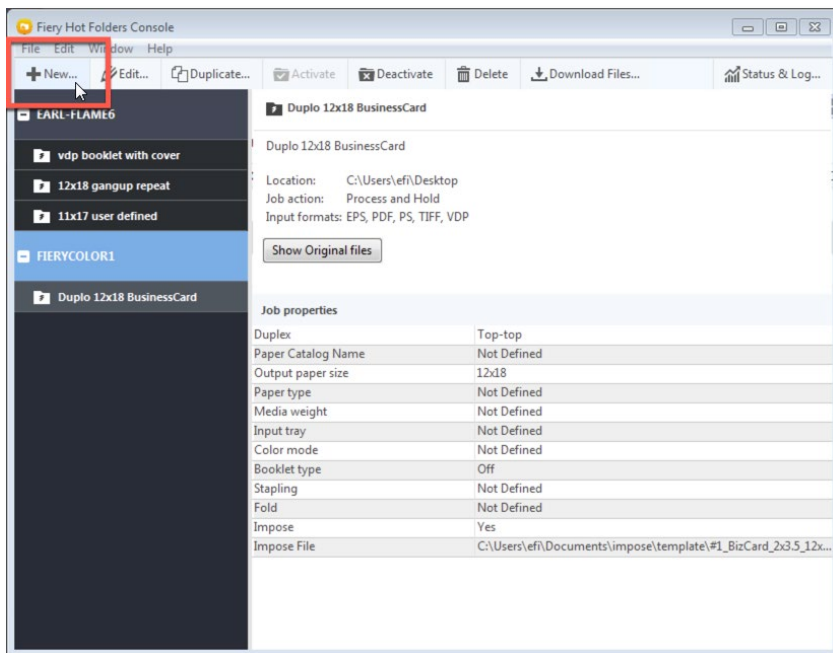 Fiery Hot Folders Console
File Edit Window Help
New... Edit... Duplicate... Activate Deactivate Delete Download Files... Status & Log...
EARL-FLAME6
vdp booklet with cover
12x18 gangup repeat
11x17 user defined
FIERYCOLOR1
Duplo 12x18 BusinessCard
Duplo 12x18 BusinessCard
Duplo 12x18 BusinessCard
Location: C:\Users\efi\Desktop
Job action: Process and Hold
Input formats: EPS, PDF, PS, TIFF, VDP
Show Original files
Job properties
Duplex Top-top
Paper Catalog Name Not Defined
Output paper size 12x18
Paper type Not Defined
Media weight Not Defined
Input tray Not Defined
Color mode Not Defined
Booklet type Off
Stapling Not Defined
Fold Not Defined
Impose Yes
Impose File C:\Users\efi\Documents\impose\template\#1_BizCard_2x3.5_12x...